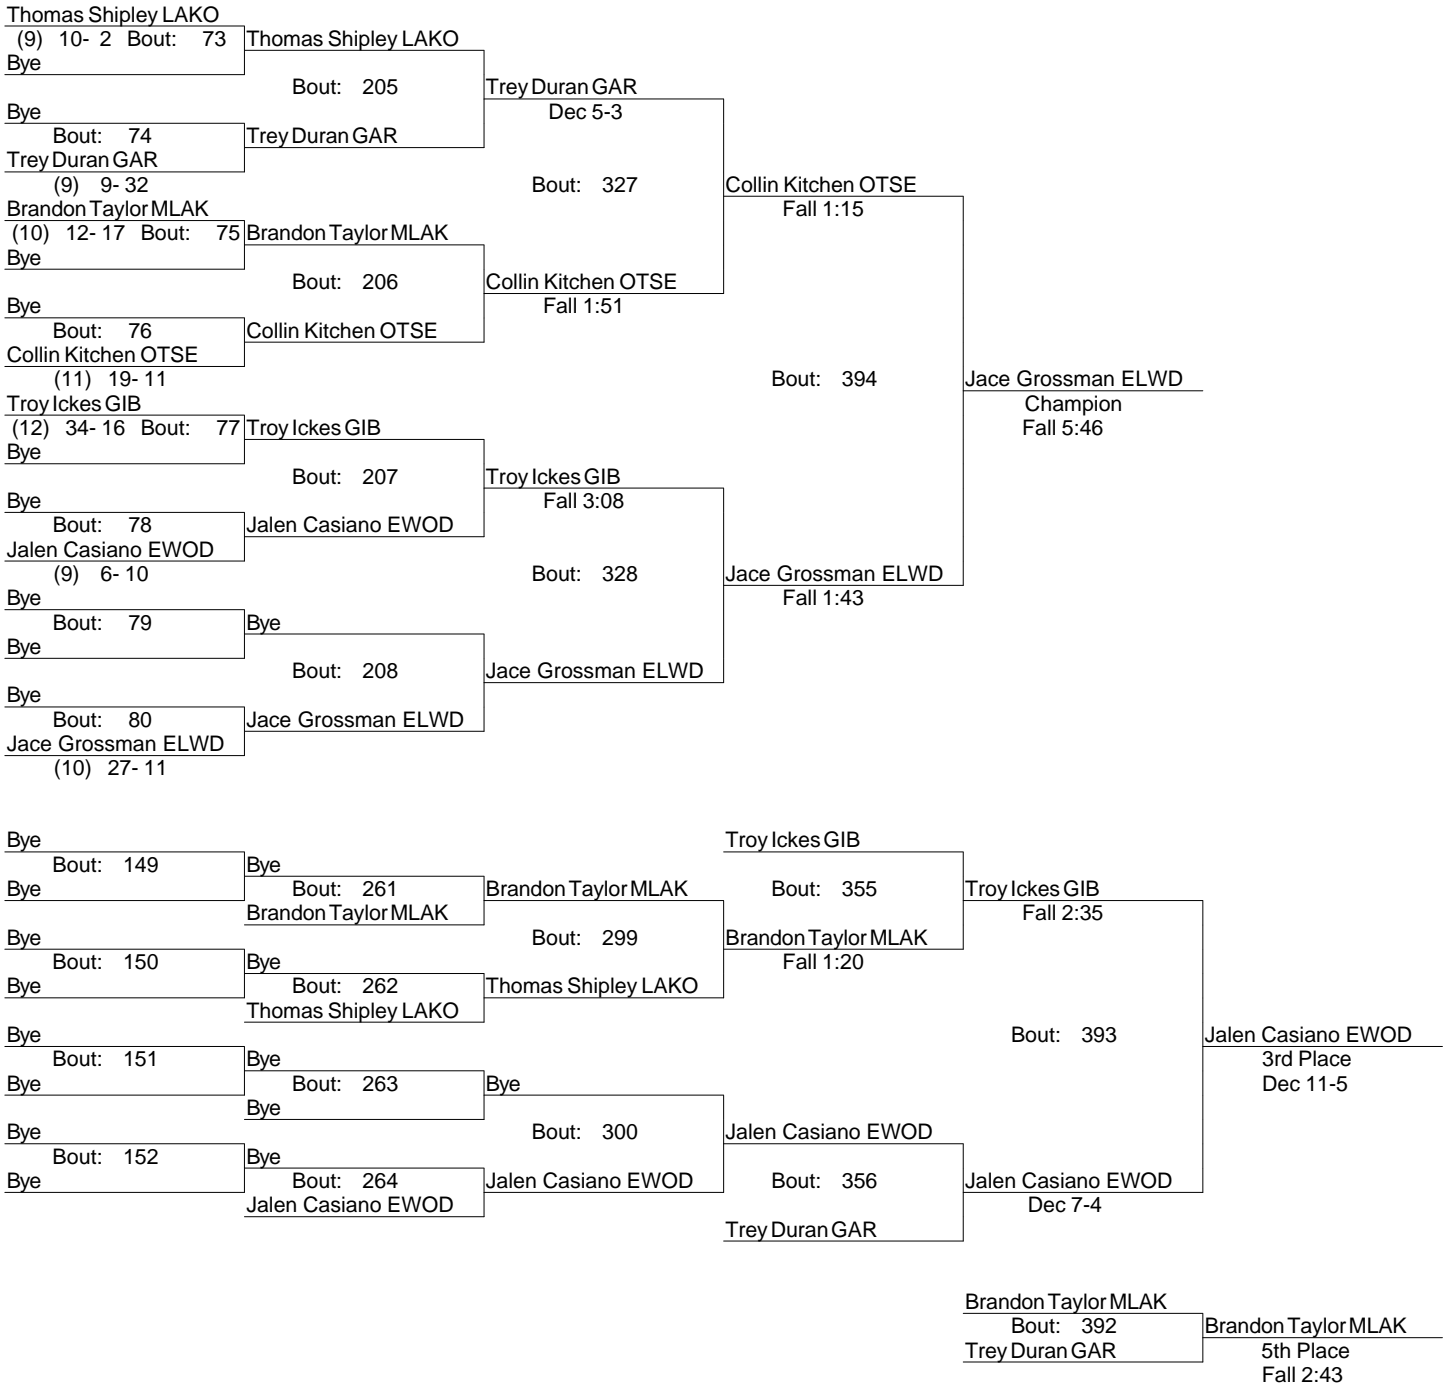 Thomas Shipley LAKO
(9) 10- 2 Bout: 73 Thomas Shipley LAKO
Bye
Bout: 205 Trey Duran GAR
Bye Dec 5-3
Bout: 74 Trey Duran GAR
Trey Duran GAR
(9) 9- 32 Bout: 327 Collin Kitchen OTSE
Brandon Taylor MLAK Fall 1:15
(10) 12- 17 Bout: 75 Brandon Taylor MLAK
Bye
Bout: 206 Collin Kitchen OTSE
Bye Fall 1:51
Bout: 76 Collin Kitchen OTSE
Collin Kitchen OTSE
(11) 19- 11 Bout: 394 Jace Grossman ELWD
Troy Ickes GIB Champion
(12) 34- 16 Bout: 77 Troy Ickes GIB Fall 5:46
Bye
Bout: 207 Troy Ickes GIB
Bye Fall 3:08
Bout: 78 Jalen Casiano EWOD
Jalen Casiano EWOD
(9) 6- 10 Bout: 328 Jace Grossman ELWD
Bye Fall 1:43
Bout: 79 Bye
Bye
Bout: 208 Jace Grossman ELWD
Bye
Bout: 80 Jace Grossman ELWD
Jace Grossman ELWD
(10) 27- 11
Bye Troy Ickes GIB
Bout: 149 Bye
Bye Bout: 261 Brandon Taylor MLAK Bout: 355 Troy Ickes GIB
Brandon Taylor MLAK Fall 2:35
Bye Bout: 299 Brandon Taylor MLAK
Bout: 150 Bye Fall 1:20
Bye Bout: 262 Thomas Shipley LAKO
Thomas Shipley LAKO
Bye Bout: 393 Jalen Casiano EWOD
Bout: 151 Bye 3rd Place
Bye Bout: 263 Bye Dec 11-5
Bye
Bye Bout: 300 Jalen Casiano EWOD
Bout: 152 Bye
Bye Bout: 264 Jalen Casiano EWOD Bout: 356 Jalen Casiano EWOD
Jalen Casiano EWOD Dec 7-4
Trey Duran GAR
Brandon Taylor MLAK
Bout: 392 Brandon Taylor MLAK
Trey Duran GAR 5th Place
Fall 2:43